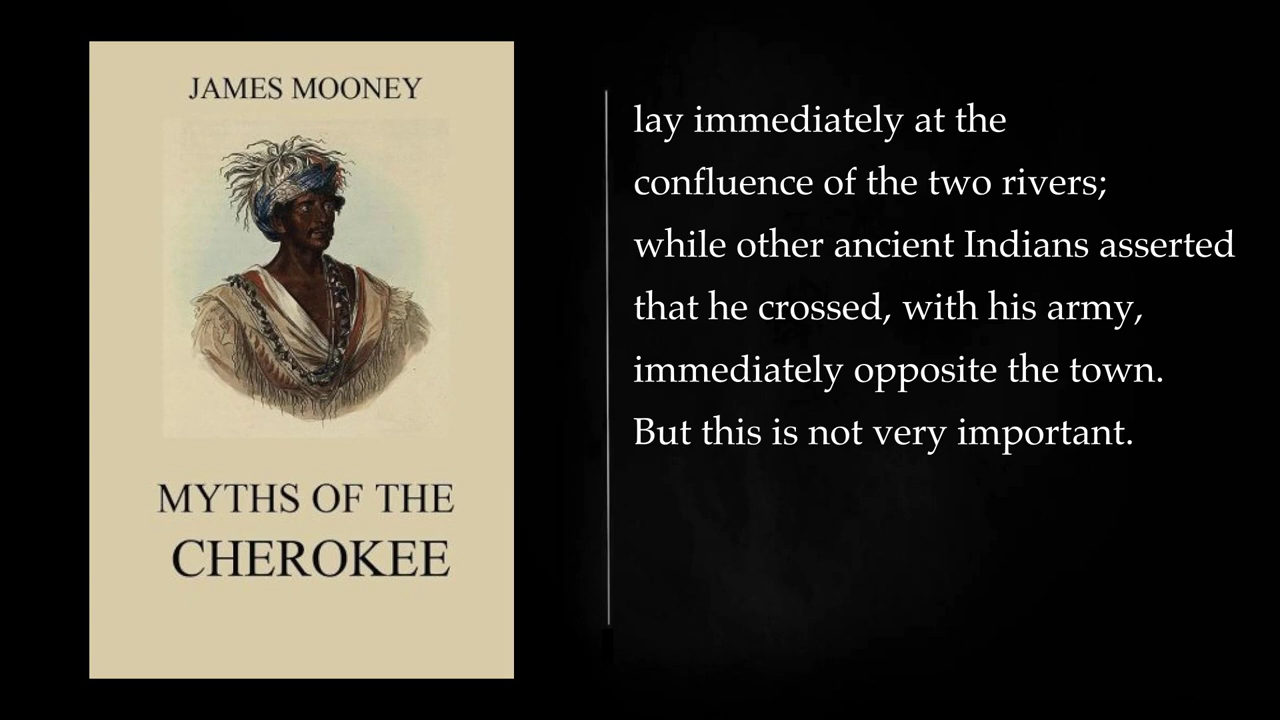 JAMES MOONEY
MYTHS OF THE
CHEROKEE
lay immediately at the
confluence of the two rivers;
while other ancient Indians asserted
that he crossed, with his army,
immediately opposite the town.
But this is not very important.